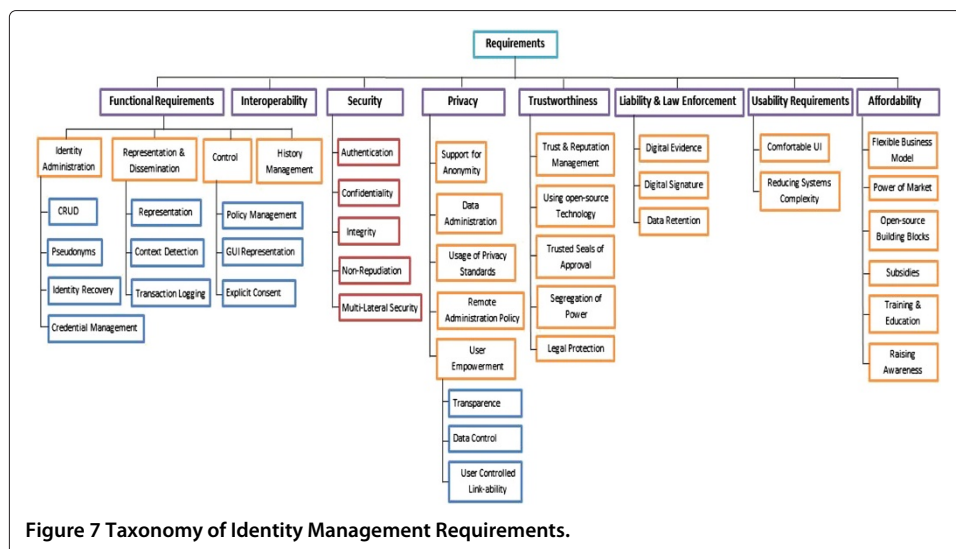 Requirements
Functional Requirements
Interoperability
Security
Privacy
Trustworthiness
Liability & Law Enforcement
Usability Requirements
Affordability
Identity
Administration
CRUD
Pseudonyms
Identity Recovery
Credential Management
Representation &
Dissemination
Representation
Context Detection
Transaction Logging
Control
Policy Management
GUI Representation
Explicit Consent
History
Management
Authentication
Confidentiality
Integrity
Non-Repudiation
Multi-Lateral Security
Support for
Anonymity
Data
Administration
Usage of Privacy
Standards
Remote
Administration Policy
User
Empowerment
Transparence
Data Control
User Controlled
Link-ability
Trust & Reputation
Management
Using open-source
Technology
Trusted Seals of
Approval
Segregation of
Power
Legal Protection
Digital Evidence
Digital Signature
Data Retention
Comfortable UI
Reducing Systems
Complexity
Flexible Business
Model
Power of Market
Open-source
Building Blocks
Subsidies
Training &
Education
Raising
Awareness
Figure 7 Taxonomy of Identity Management Requirements.